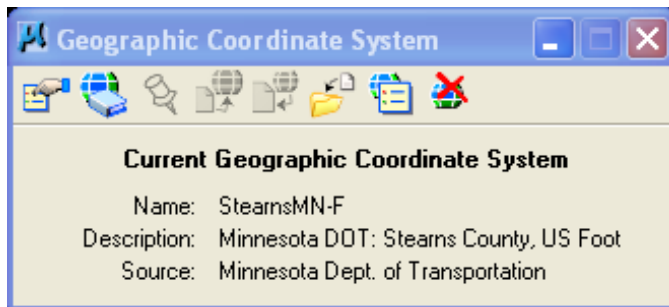 Geographic Coordinate System
Current Geographic Coordinate System
Name: StearnsMN-F
Description: Minnesota DOT: Stearns County, US Foot
Source: Minnesota Dept. of Transportation